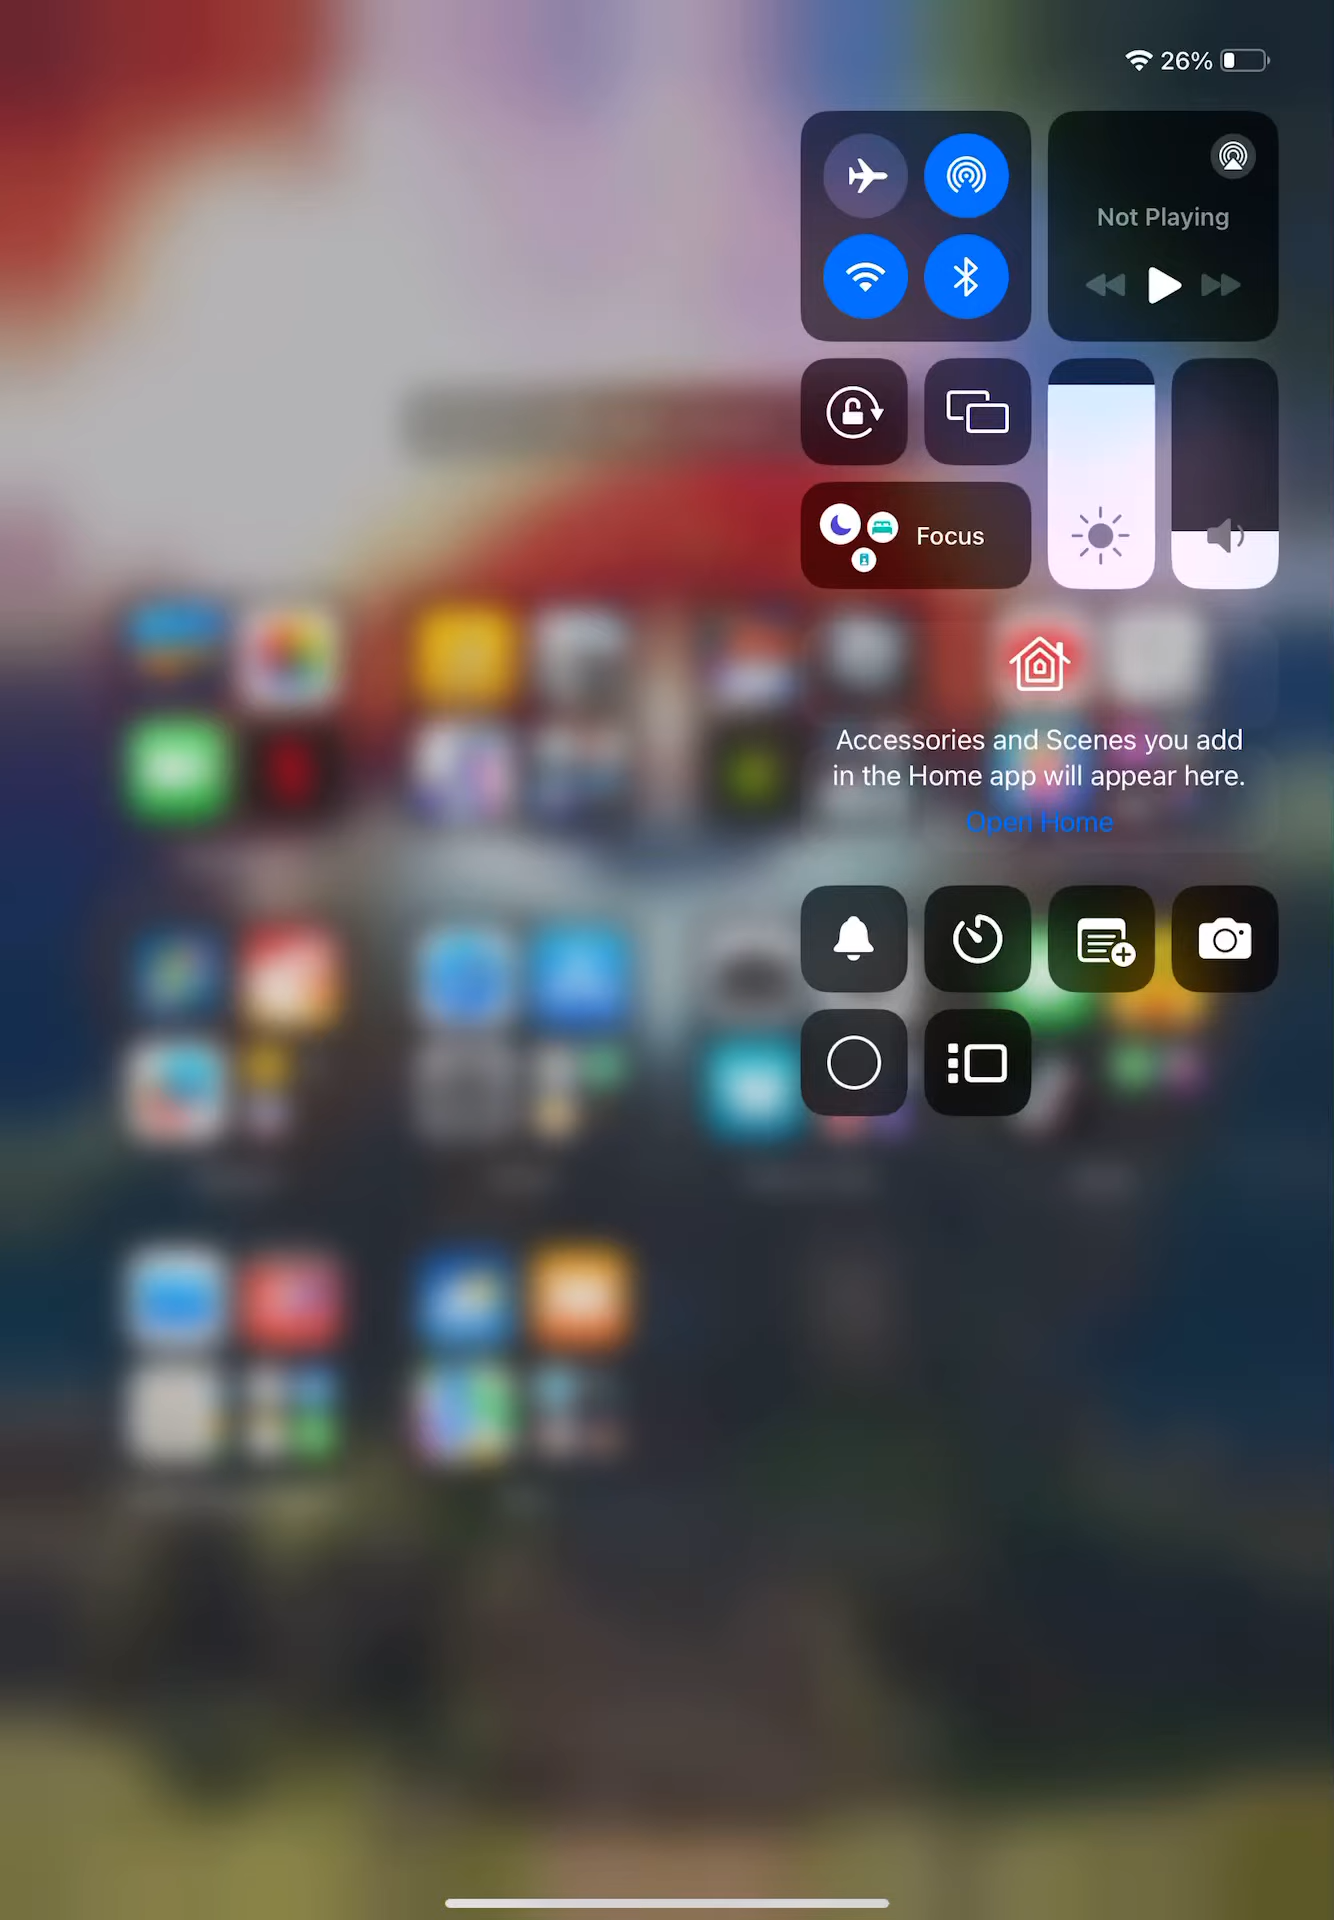 26%
Not Playing
Focus
Accessories and Scenes you add
in the Home app will appear here.
Open Home